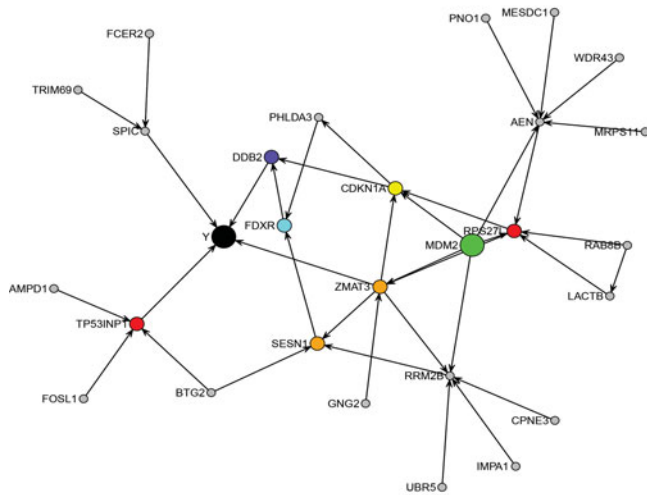 PNO1
MESDC1
FCER2
WDR43
TRIM69
SPIC
PHLDA3
AEN
MRPS11
DDB2
CDKN1A
FDXR
Y
RPS27L
MDM2
RAB8B
AMPD1
ZMAT3
LACTB
TP53INP1
SESN1
RRM2B
FOSL1
BTG2
GNG2
CPNE3
IMPA1
UBR5